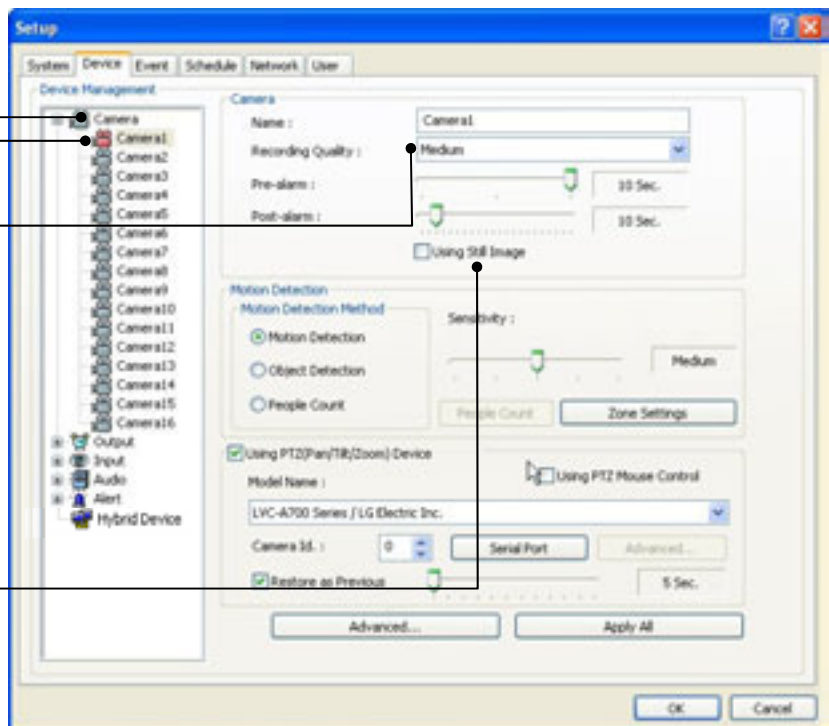 Setup
System Device Event Schedule Network User
Device Management
Camera
Camera1
Camera2
Camera3
Camera4
Camera5
Camera6
Camera7
Camera8
Camera9
Camera10
Camera11
Camera12
Camera13
Camera14
Camera15
Camera16
Output
Input
Audio
Alert
Hybrid Device
Camera
Name : Camera1
Recording Quality : Medium
Pre-alarm : 10 Sec.
Post-alarm : 10 Sec.
Using Still Image
Motion Detection
Motion Detection Method
Motion Detection
Object Detection
People Count
Sensitivity :
Medium
People Count Zone Settings
Using PTZ(Pan/Tilt/Zoom) Device
Using PTZ Mouse Control
Model Name :
LVC-A700 Series / LG Electric Inc.
Camera Id. : 0 Serial Port Advanced...
Restore as Previous 5 Sec.
Advanced... Apply All
OK Cancel